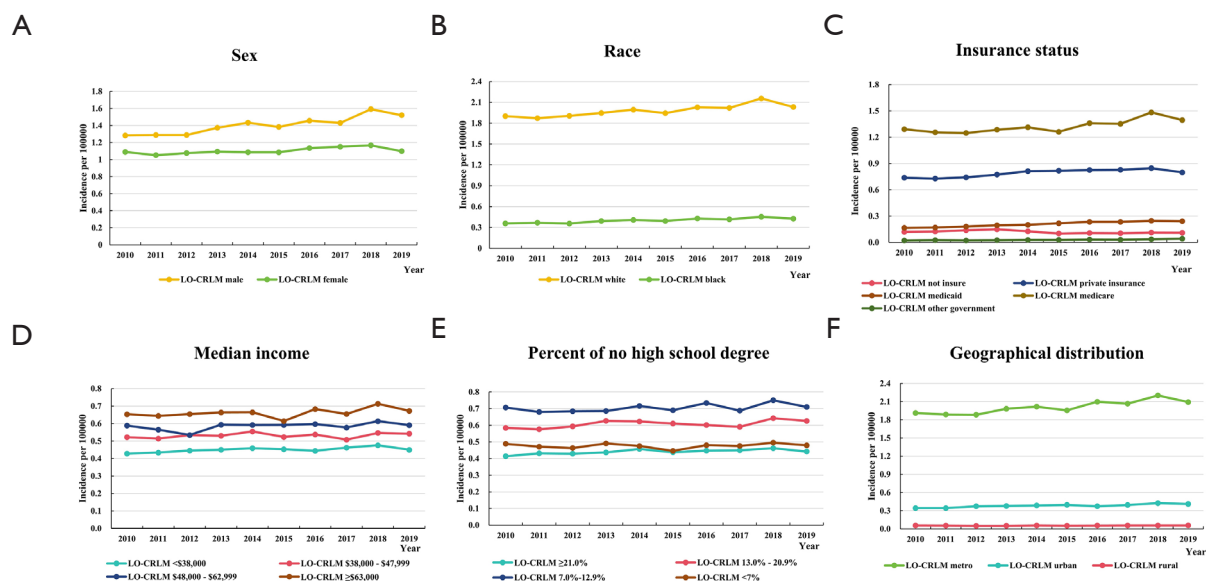 A
Sex
Incidence per 100000
1.8
1.6
1.4
1.2
1
0.8
0.6
0.4
0.2
0
2010 2011 2012 2013 2014 2015 2016 2017 2018 2019
Year
LO-CRLM male LO-CRLM female
B
Race
Incidence per 100000
2.4
2.1
1.8
1.5
1.2
0.9
0.6
0.3
0
2010 2011 2012 2013 2014 2015 2016 2017 2018 2019
Year
LO-CRLM white LO-CRLM black
C
Insurance status
Incidence per 100000
1.8
1.5
1.2
0.9
0.6
0.3
0.0
2010 2011 2012 2013 2014 2015 2016 2017 2018 2019
Year
LO-CRLM not insure LO-CRLM private insurance
LO-CRLM medicaid LO-CRLM medicare
LO-CRLM other government
D
Median income
Incidence per 100000
0.8
0.7
0.6
0.5
0.4
0.3
0.2
0.1
0.0
2010 2011 2012 2013 2014 2015 2016 2017 2018 2019
Year
LO-CRLM <$38,000 LO-CRLM $38,000 - $47,999
LO-CRLM $48,000 - $62,999 LO-CRLM ≥$63,000
E
Percent of no high school degree
Incidence per 100000
0.8
0.7
0.6
0.5
0.4
0.3
0.2
0.1
0.0
2010 2011 2012 2013 2014 2015 2016 2017 2018 2019
Year
LO-CRLM ≥21.0% LO-CRLM 13.0% - 20.9%
LO-CRLM 7.0%-12.9% LO-CRLM <7%
F
Geographical distribution
Incidence per 100000
2.4
2.1
1.8
1.5
1.2
0.9
0.6
0.3
0.0
2010 2011 2012 2013 2014 2015 2016 2017 2018 2019
Year
LO-CRLM metro LO-CRLM urban LO-CRLM rural